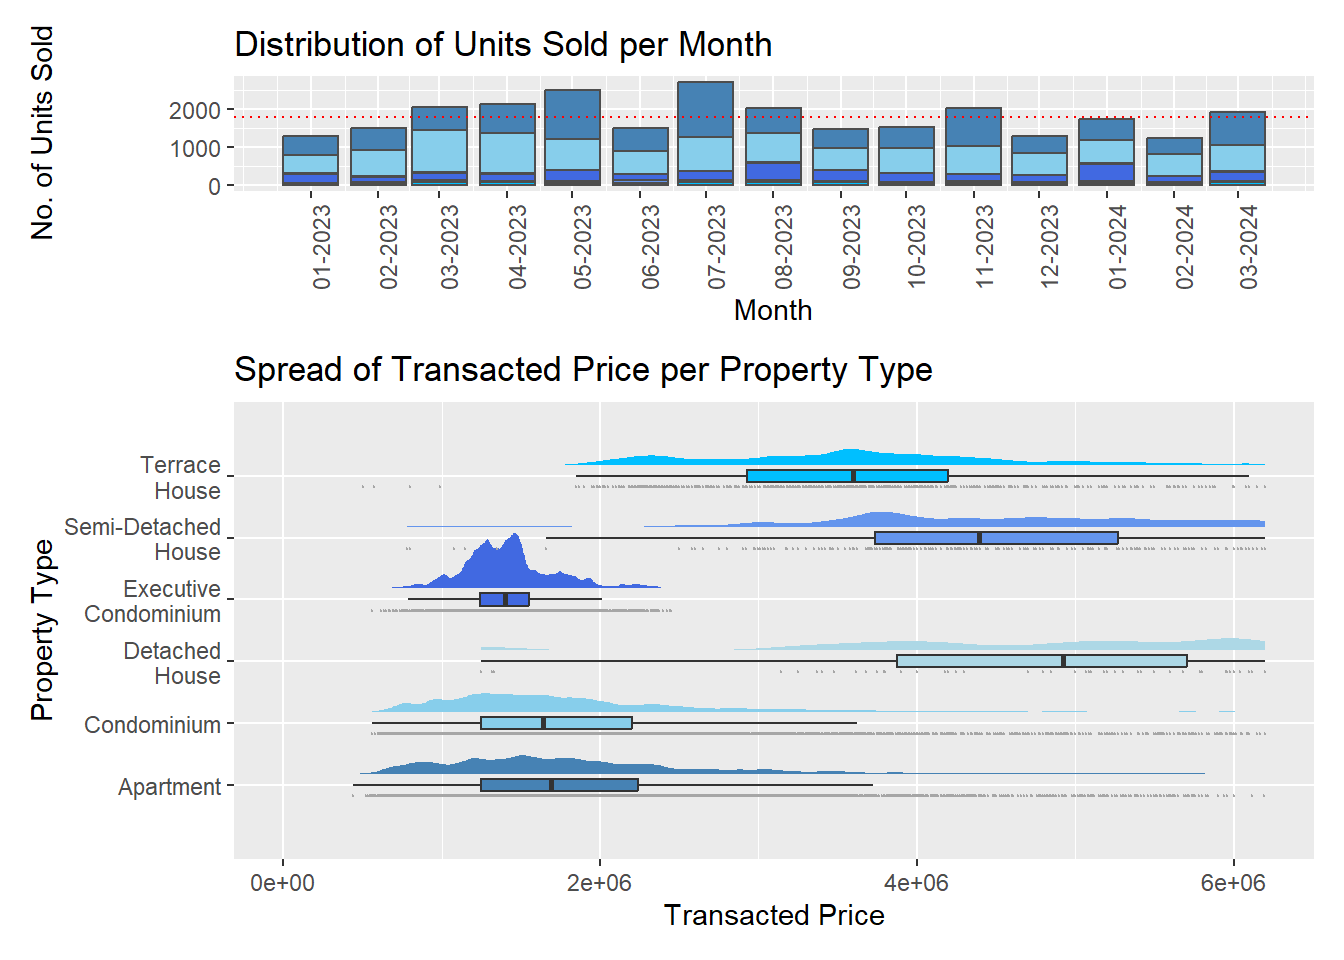 Distribution of Units Sold per Month
No. of Units Sold
2000
1000
0
01-2023
02-2023
03-2023
04-2023
05-2023
06-2023
07-2023
08-2023
09-2023
10-2023
11-2023
12-2023
01-2024
02-2024
03-2024
Month
Spread of Transacted Price per Property Type
Property Type
Terrace
House
Semi-Detached
House
Executive
Condominium
Detached
House
Condominium
Apartment
0e+00
2e+06
4e+06
6e+06
Transacted Price